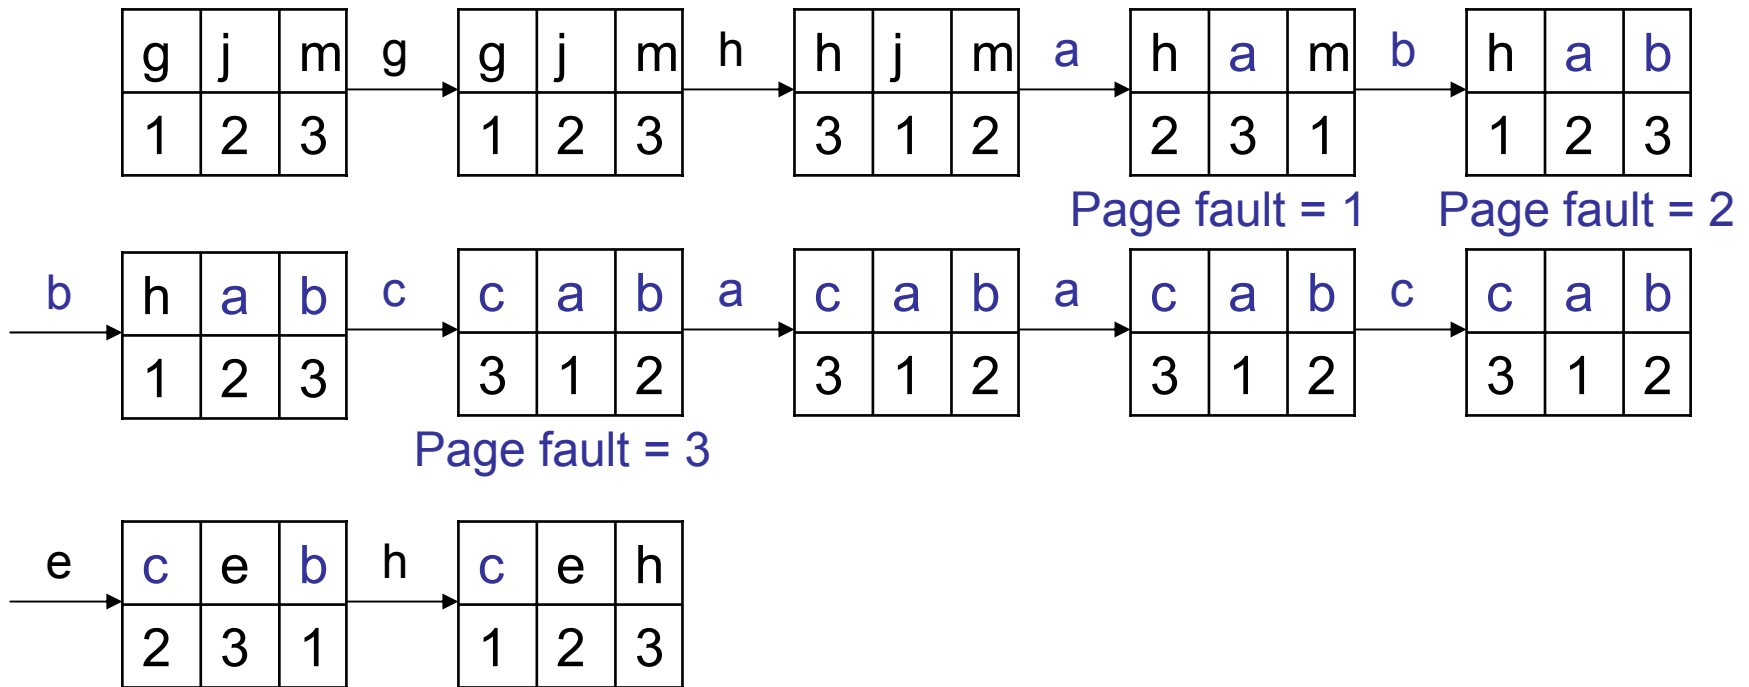 g j m g g j m h h j m a h a m b h a b
1 2 3 1 2 3 3 1 2 2 3 1 1 2 3
Page fault = 1 Page fault = 2
b h a b c c a b a c a b a c a b c c a b
1 2 3 3 1 2 3 1 2 3 1 2 3 1 2
Page fault = 3
e c e b h c e h
2 3 1 1 2 3